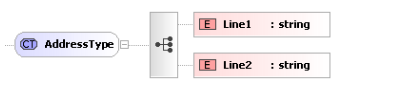 E Line1 : string
CT AddressType
E Line2 : string